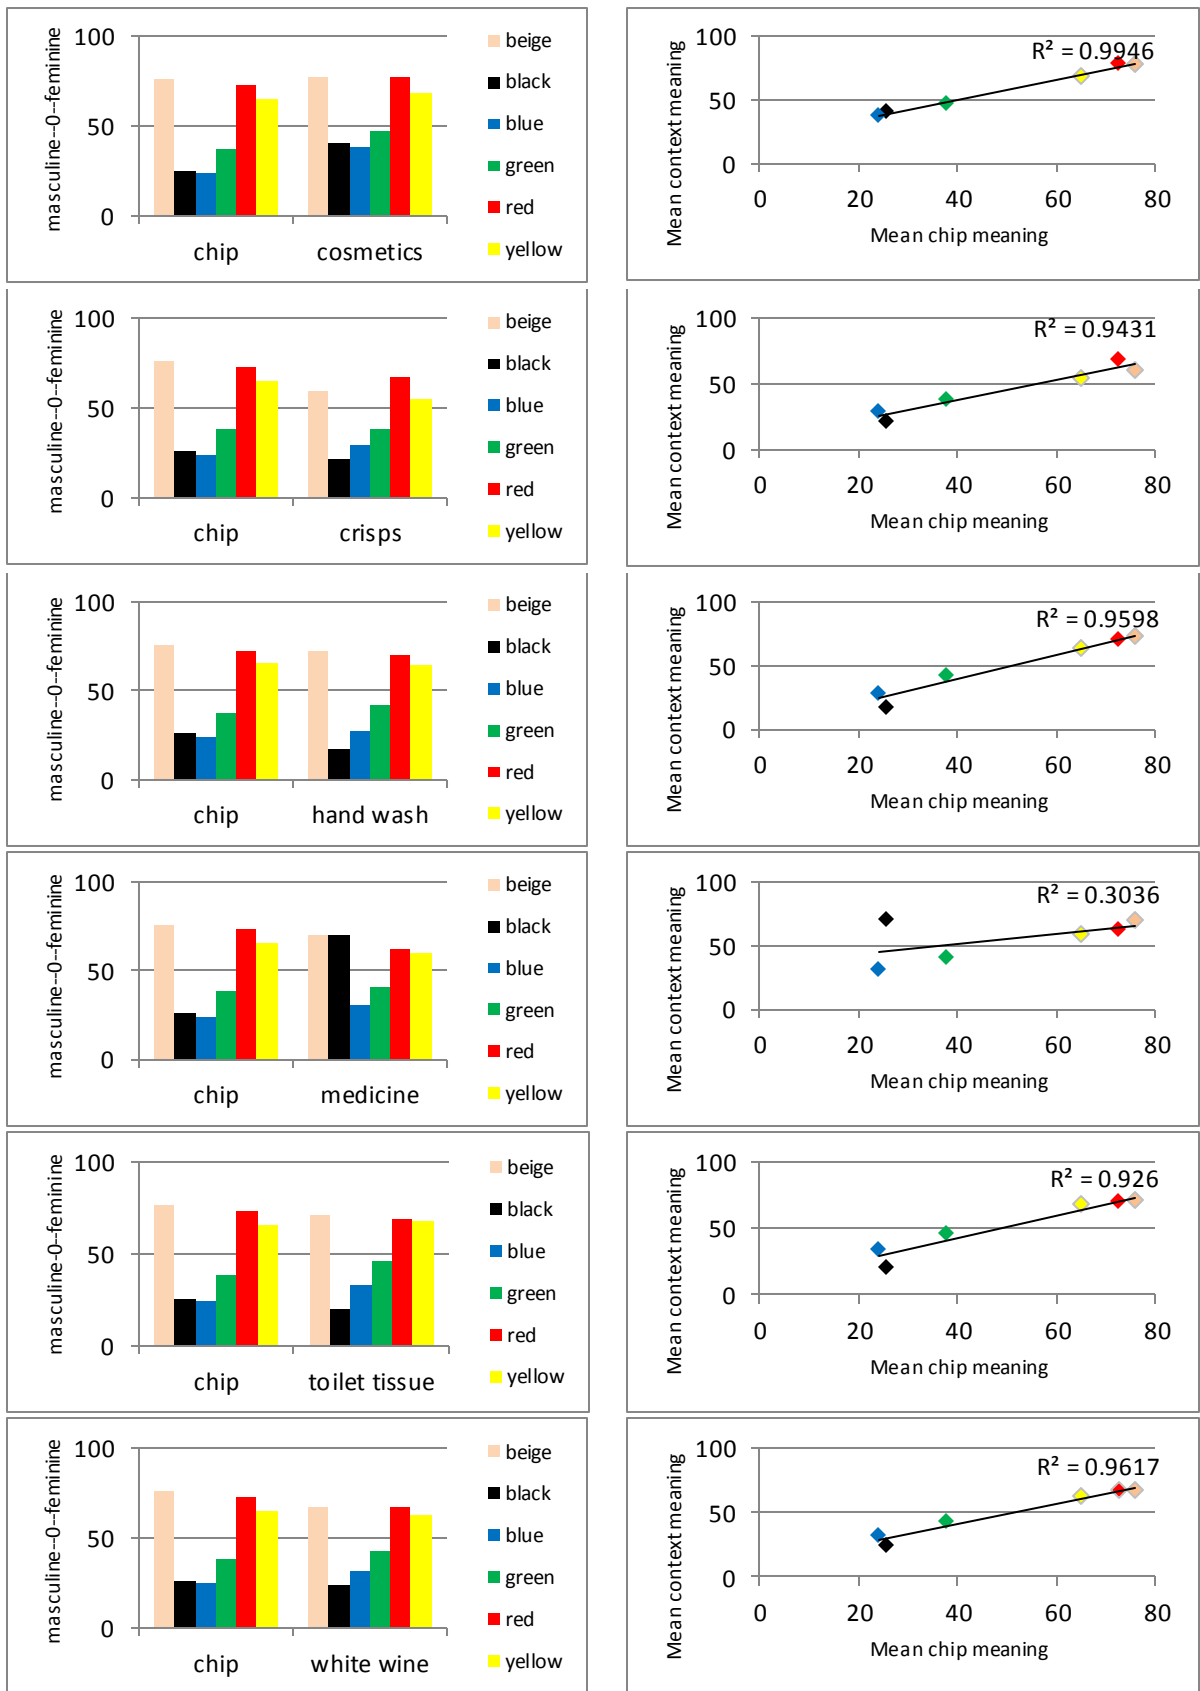 masculine--0--feminine
100
50
0
chip
cosmetics
beige
black
blue
green
red
yellow
Mean context meaning
100
50
0
R² = 0.9946
0 20 40 60 80
Mean chip meaning
masculine--0--feminine
100
50
0
chip
crisps
beige
black
blue
green
red
yellow
Mean context meaning
100
50
0
R² = 0.9431
0 20 40 60 80
Mean chip meaning
masculine--0--feminine
100
50
0
chip
hand wash
beige
black
blue
green
red
yellow
Mean context meaning
100
50
0
R² = 0.9598
0 20 40 60 80
Mean chip meaning
masculine--0--feminine
100
50
0
chip
medicine
beige
black
blue
green
red
yellow
Mean context meaning
100
50
0
R² = 0.3036
0 20 40 60 80
Mean chip meaning
masculine-0--feminine
100
50
0
chip
toilet tissue
beige
black
blue
green
red
yellow
Mean context meaning
100
50
0
R² = 0.926
0 20 40 60 80
Mean chip meaning
masculine--0--feminine
100
50
0
chip
white wine
beige
black
blue
green
red
yellow
Mean context meaning
100
50
0
R² = 0.9617
0 20 40 60 80
Mean chip meaning